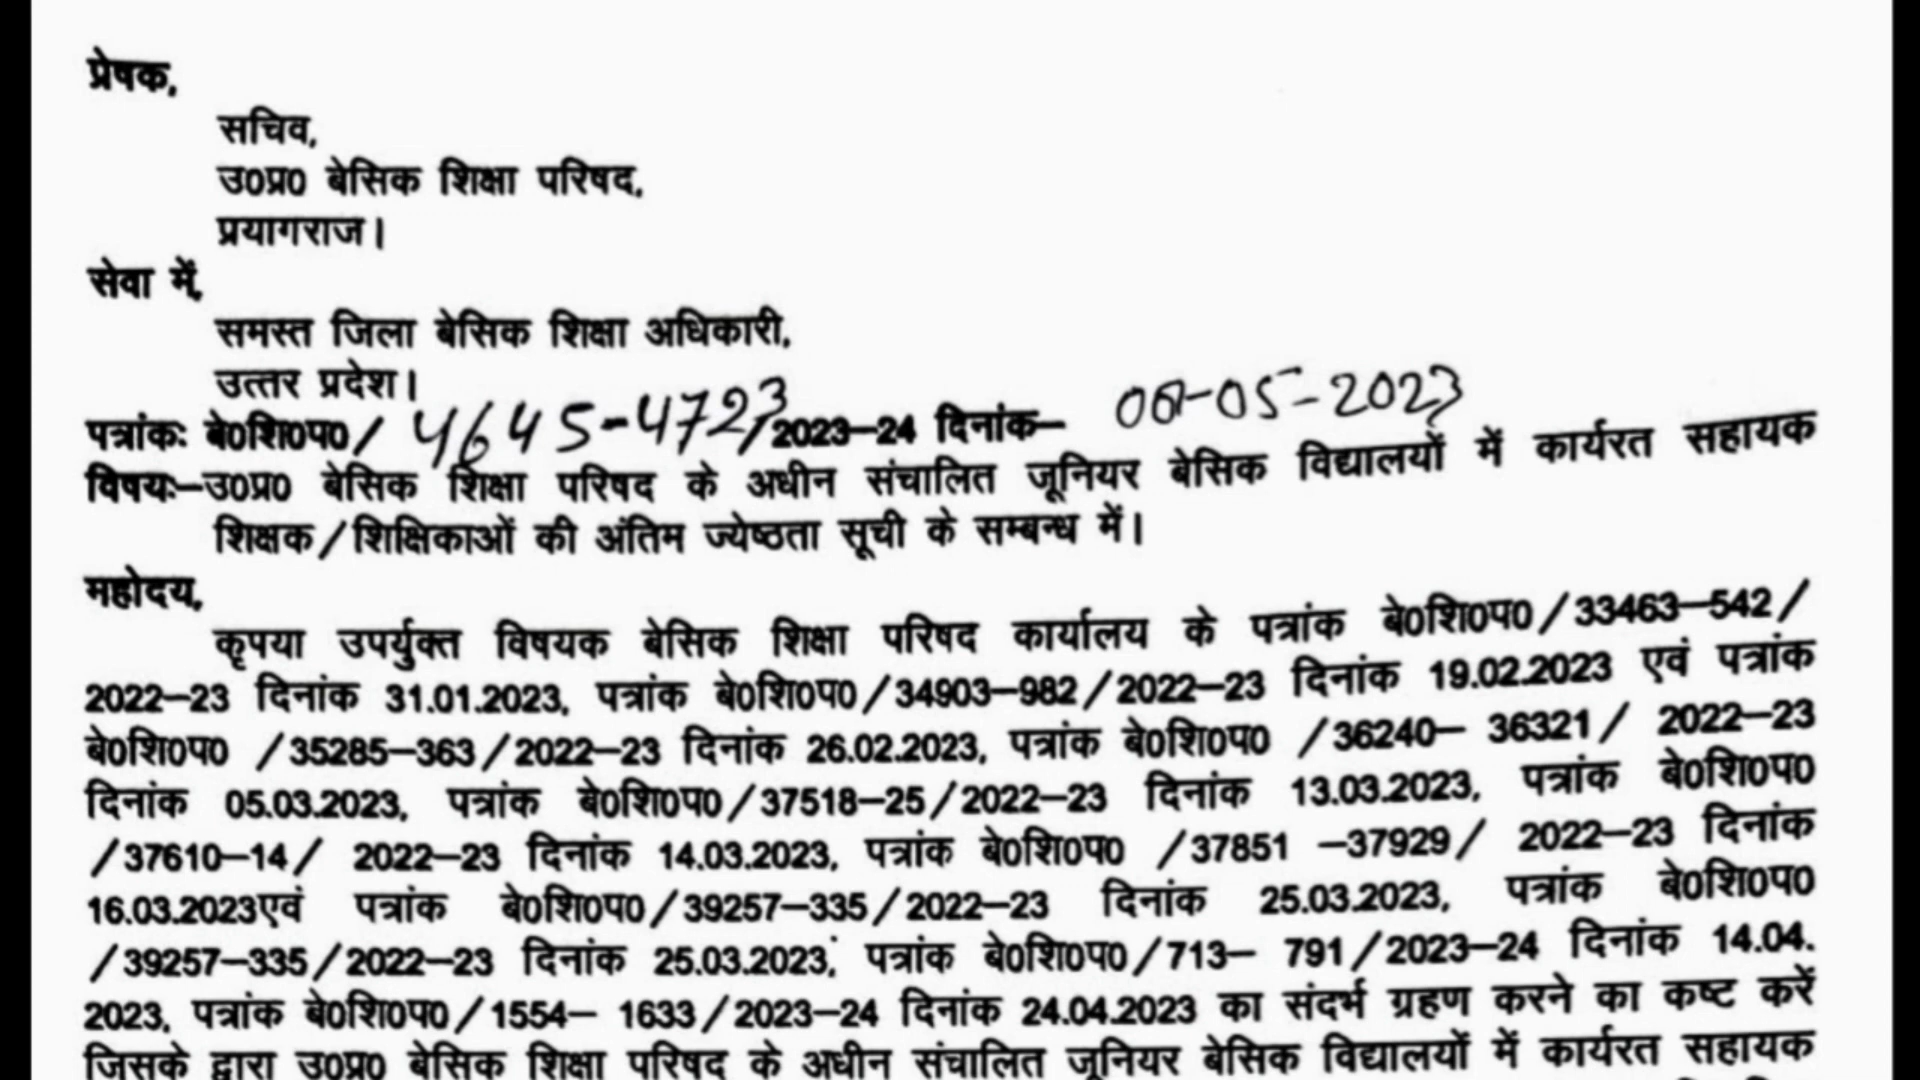 प्रेषक,
सचिव,
उ0प्र0 बेसिक शिक्षा परिषद,
प्रयागराज।
सेवा में,
समस्त जिला बेसिक शिक्षा अधिकारी,
उत्तर प्रदेश।
पत्रांकः बे0शि0प0/ 4645-4723/2023-24 दिनांक- 08-05-2023
विषयः-उ0प्र0 बेसिक शिक्षा परिषद के अधीन संचालित जूनियर बेसिक विद्यालयों में कार्यरत सहायक
शिक्षक/शिक्षिकाओं की अंतिम ज्येष्ठता सूची के सम्बन्ध में।
महोदय,
कृपया उपर्युक्त विषयक बेसिक शिक्षा परिषद कार्यालय के पत्रांक बे0शि0प0/33463-542/
2022-23 दिनांक 31.01.2023, पत्रांक बे0शि0प0/34903-982/2022-23 दिनांक 19.02.2023 एवं पत्रांक
बे0शि0प0 /35285-363/2022-23 दिनांक 26.02.2023, पत्रांक बे0शि0प0 /36240- 36321/ 2022-23
दिनांक 05.03.2023, पत्रांक बे0शि0प0/37518-25/2022-23 दिनांक 13.03.2023, पत्रांक बे0शि0प0
/37610-14/ 2022-23 दिनांक 14.03.2023, पत्रांक बे0शि0प0 /37851 -37929/ 2022-23 दिनांक
16.03.2023एवं पत्रांक बे0शि0प0/39257-335/2022-23 दिनांक 25.03.2023, पत्रांक बे0शि0प0
/39257-335/2022-23 दिनांक 25.03.2023, पत्रांक बे0शि0प0/713- 791/2023-24 दिनांक 14.04.
2023, पत्रांक बे0शि0प0/1554- 1633/2023-24 दिनांक 24.04.2023 का संदर्भ ग्रहण करने का कष्ट करें
जिसके द्वारा उ0प्र0 बेसिक शिक्षा परिषद के अधीन संचालित जूनियर बेसिक विद्यालयों में कार्यरत सहायक